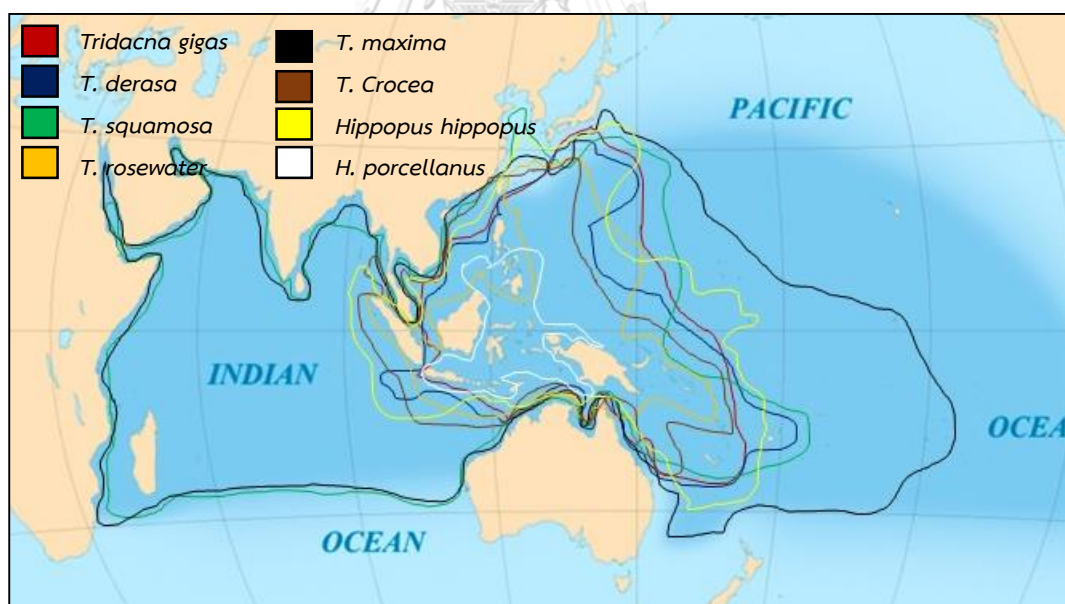 Tridacna gigas
T. derasa
T. squamosa
T. rosewater
T. maxima
T. Crocea
Hippopus hippopus
H. porcellanus
PACIFIC
INDIAN
OCEA
OCEAN